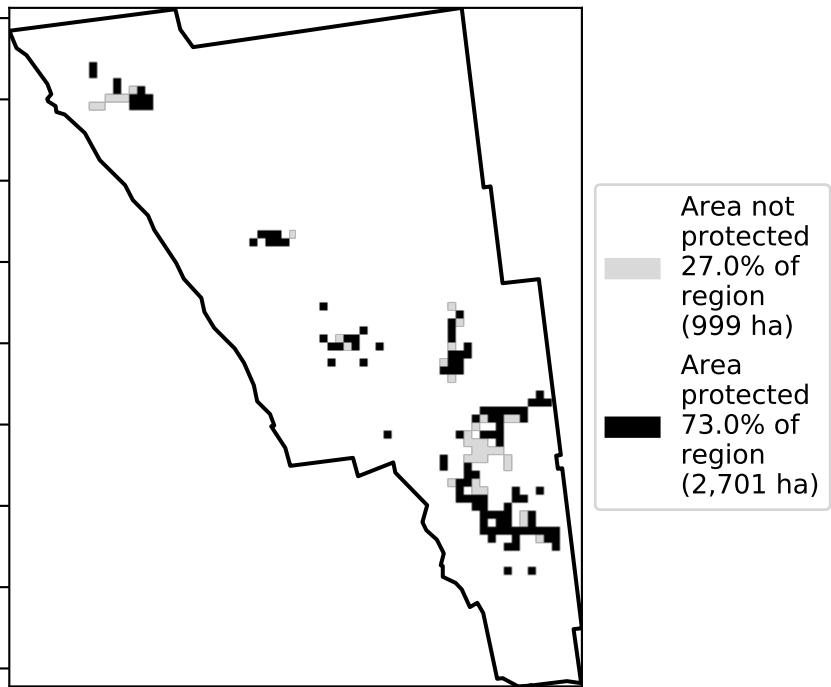 Area not
protected
27.0% of
region
(999 ha)
Area
protected
73.0% of
region
(2,701 ha)